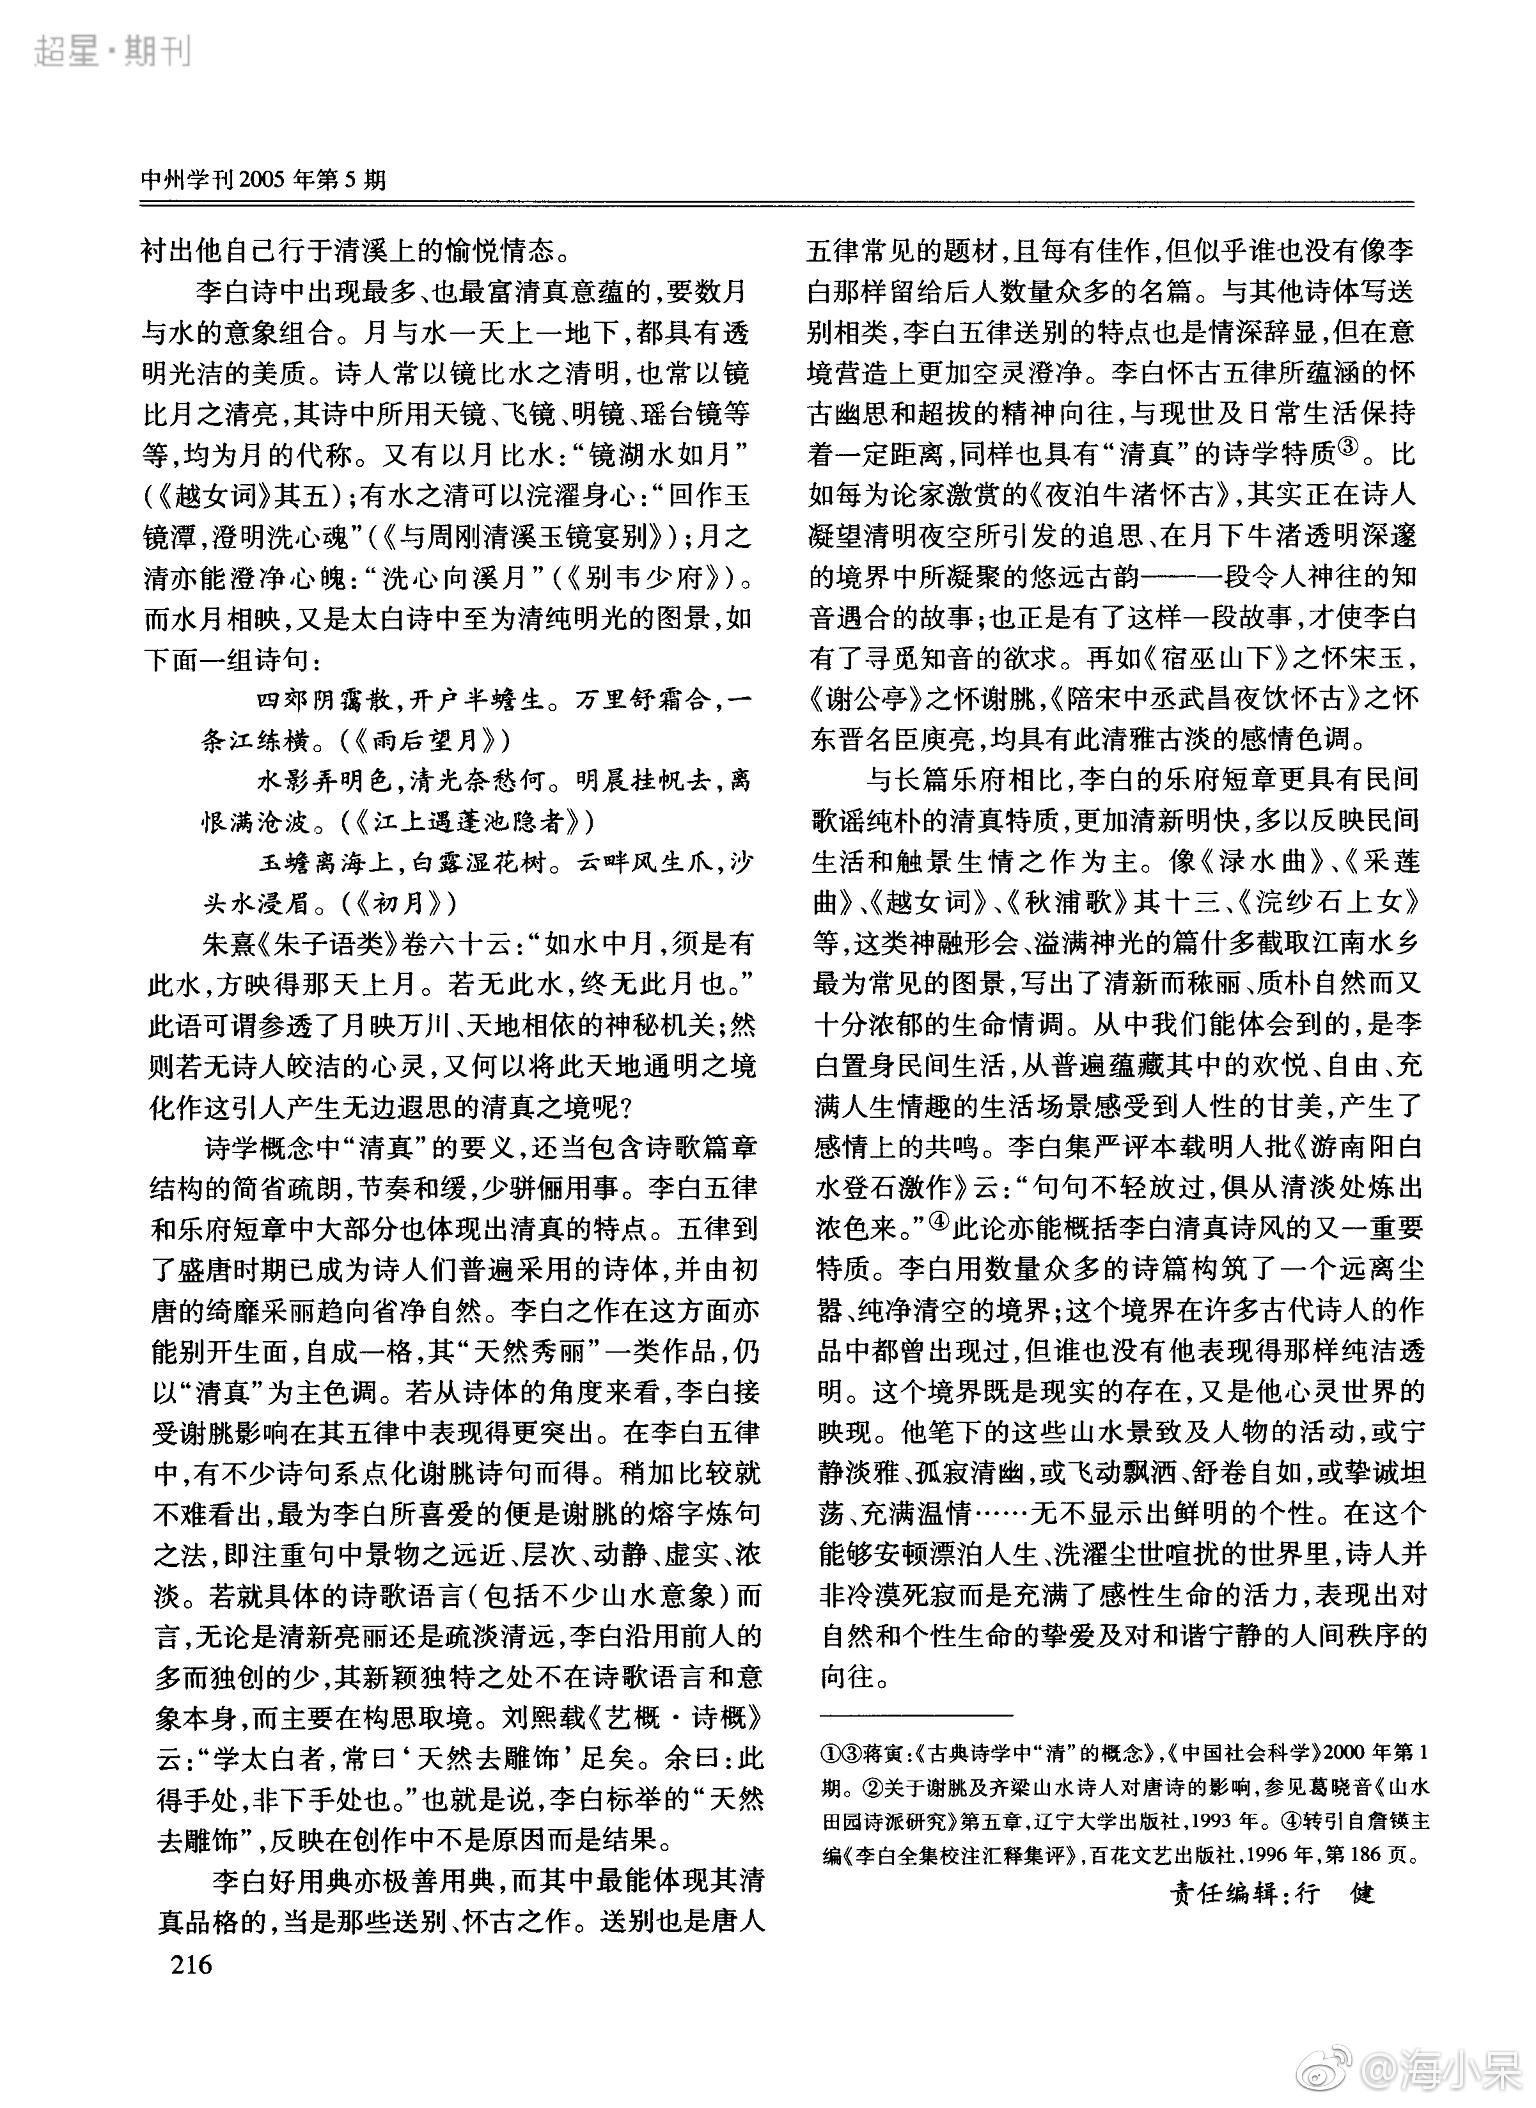 超星·期刊
中州学刊2005年第5期
衬出他自己行于清溪上的愉悦情态。
李白诗中出现最多、也最富清真意蕴的,要数月
与水的意象组合。月与水一天上一地下,都具有透
明光洁的美质。诗人常以镜比水之清明,也常以镜
比月之清亮,其诗中所用天镜、飞镜、明镜、瑶台镜等
等,均为月的代称。又有以月比水:“镜湖水如月”
(《越女词》其五);有水之清可以浣濯身心:“回作玉
镜潭,澄明洗心魂”(《与周刚清溪玉镜宴别》);月之
清亦能澄净心魄:“洗心向溪月”(《别韦少府》)。
而水月相映,又是太白诗中至为清纯明光的图景,如
下面一组诗句:
四郊阴霭散,开户半蟾生。万里舒霜合,一
条江练横。(《雨后望月》)
水影弄明色,清光奈愁何。明晨挂帆去,离
恨满沧波。(《江上遇蓬池隐者》)
玉蟾离海上,白露湿花树。云畔风生爪,沙
头水浸眉。(《初月》)
朱熹《朱子语类》卷六十云:“如水中月,须是有
此水,方映得那天上月。若无此水,终无此月也。”
此语可谓参透了月映万川、天地相依的神秘机关;然
则若无诗人皎洁的心灵,又何以将此天地通明之境
化作这引人产生无边遐思的清真之境呢?
诗学概念中“清真”的要义,还当包含诗歌篇章
结构的简省疏朗,节奏和缓,少骈俪用事。李白五律
和乐府短章中大部分也体现出清真的特点。五律到
了盛唐时期已成为诗人们普遍采用的诗体,并由初
唐的绮靡采丽趋向省净自然。李白之作在这方面亦
能别开生面,自成一格,其“天然秀丽”一类作品,仍
以“清真”为主色调。若从诗体的角度来看,李白接
受谢朓影响在其五律中表现得更突出。在李白五律
中,有不少诗句系点化谢朓诗句而得。稍加比较就
不难看出,最为李白所喜爱的便是谢朓的熔字炼句
之法,即注重句中景物之远近、层次、动静、虚实、浓
淡。若就具体的诗歌语言(包括不少山水意象)而
言,无论是清新亮丽还是疏淡清远,李白沿用前人的
多而独创的少,其新颖独特之处不在诗歌语言和意
象本身,而主要在构思取境。刘熙载《艺概·诗概》
云:“学太白者,常曰‘天然去雕饰’足矣。余曰:此
得手处,非下手处也。”也就是说,李白标举的“天然
去雕饰”,反映在创作中不是原因而是结果。
李白好用典亦极善用典,而其中最能体现其清
真品格的,当是那些送别、怀古之作。送别也是唐人
216
五律常见的题材,且每有佳作,但似乎谁也没有像李
白那样留给后人数量众多的名篇。与其他诗体写送
别相类,李白五律送别的特点也是情深辞显,但在意
境营造上更加空灵澄净。李白怀古五律所蕴涵的怀
古幽思和超拔的精神向往,与现世及日常生活保持
着一定距离,同样也具有“清真”的诗学特质③。比
如每为论家激赏的《夜泊牛渚怀古》,其实正在诗人
凝望清明夜空所引发的追思、在月下牛渚透明深邃
的境界中所凝聚的悠远古韵——一段令人神往的知
音遇合的故事;也正是有了这样一段故事,才使李白
有了寻觅知音的欲求。再如《宿巫山下》之怀宋玉,
《谢公亭》之怀谢朓,《陪宋中丞武昌夜饮怀古》之怀
东晋名臣庾亮,均具有此清雅古淡的感情色调。
与长篇乐府相比,李白的乐府短章更具有民间
歌谣纯朴的清真特质,更加清新明快,多以反映民间
生活和触景生情之作为主。像《渌水曲》、《采莲
曲》、《越女词》、《秋浦歌》其十三、《浣纱石上女》
等,这类神融形会、溢满神光的篇什多截取江南水乡
最为常见的图景,写出了清新而秾丽、质朴自然而又
十分浓郁的生命情调。从中我们能体会到的,是李
白置身民间生活,从普遍蕴藏其中的欢悦、自由、充
满人生情趣的生活场景感受到人性的甘美,产生了
感情上的共鸣。李白集严评本载明人批《游南阳白
水登石激作》云:“句句不轻放过,俱从清淡处炼出
浓色来。”④此论亦能概括李白清真诗风的又一重要
特质。李白用数量众多的诗篇构筑了一个远离尘
嚣、纯净清空的境界;这个境界在许多古代诗人的作
品中都曾出现过,但谁也没有他表现得那样纯洁透
明。这个境界既是现实的存在,又是他心灵世界的
映现。他笔下的这些山水景致及人物的活动,或宁
静淡雅、孤寂清幽,或飞动飘洒、舒卷自如,或挚诚坦
荡、充满温情……无不显示出鲜明的个性。在这个
能够安顿漂泊人生、洗濯尘世喧扰的世界里,诗人并
非冷漠死寂而是充满了感性生命的活力,表现出对
自然和个性生命的挚爱及对和谐宁静的人间秩序的
向往。
①③蒋寅:《古典诗学中“清”的概念》,《中国社会科学》2000年第1
期。②关于谢朓及齐梁山水诗人对唐诗的影响,参见葛晓音《山水
田园诗派研究》第五章,辽宁大学出版社,1993年。④转引自詹锳主
编《李白全集校注汇释集评》,百花文艺出版社,1996年,第186页。
责任编辑:行 健
@海小呆